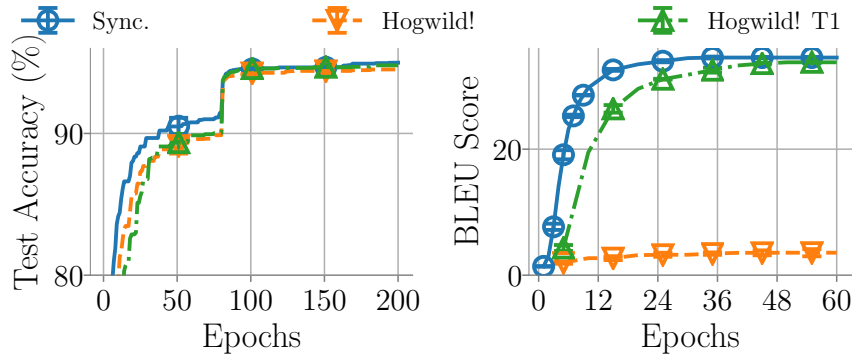 Sync. Hogwild! Hogwild! T1
Test Accuracy (%)
90
80
0 50 100 150 200
Epochs
BLEU Score
20
0
0 12 24 36 48 60
Epochs